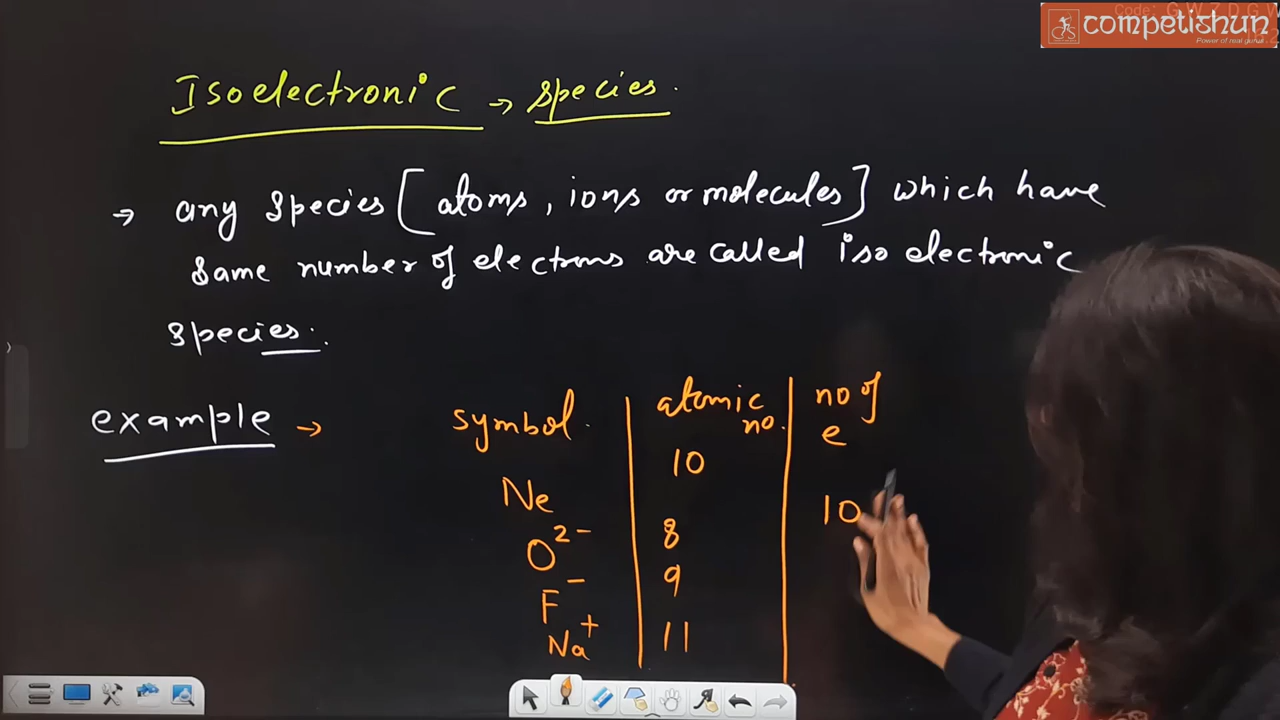 competishun
Power of real gurus
Isoelectronic → species.
→ any species [atoms, ions or molecules] which have
same number of electrons are called iso electronic
species.
example →
symbol. atomic no. no of e
Ne 10 10
O²⁻ 8
F⁻ 9
Na⁺ 11